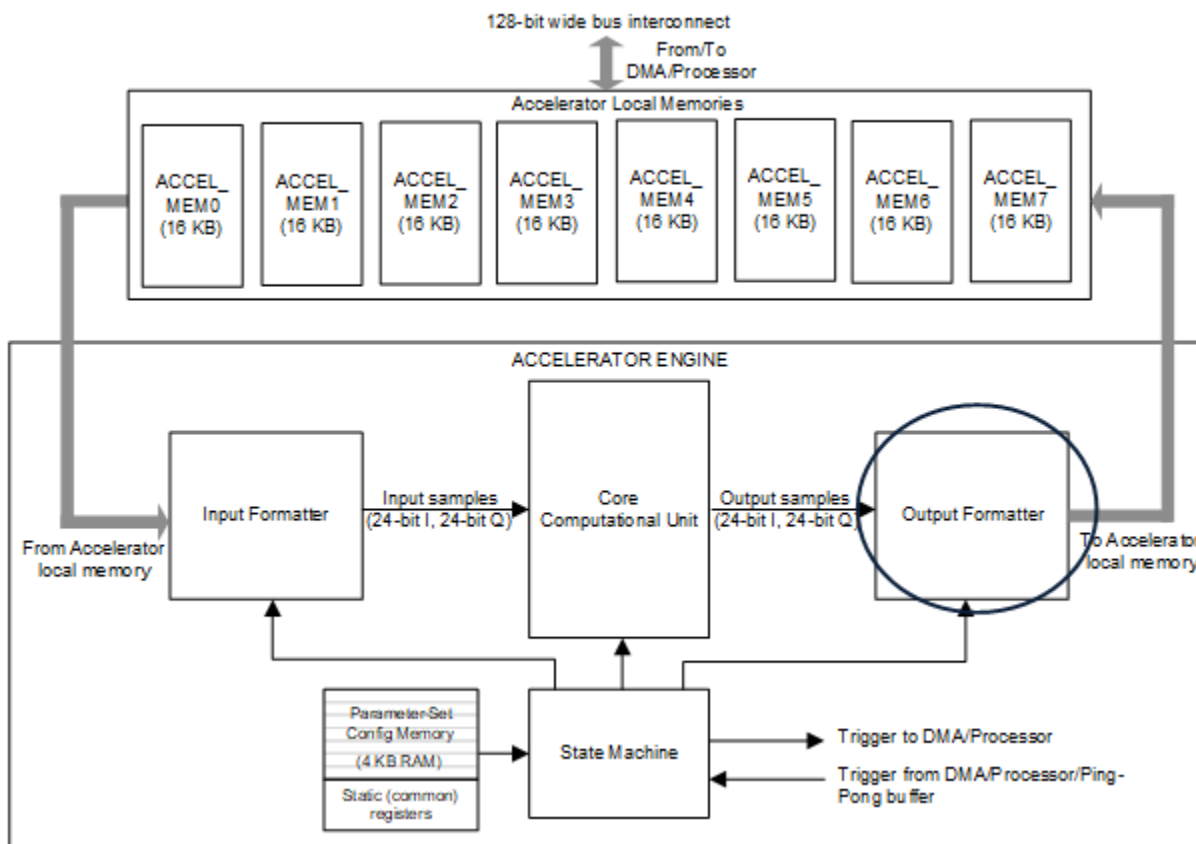 128-bit wide bus interconnect
From/To
DMA/Processor
Accelerator Local Memories
ACCEL_
MEM0
(16 KB)
ACCEL_
MEM1
(16 KB)
ACCEL_
MEM2
(16 KB)
ACCEL_
MEM3
(16 KB)
ACCEL_
MEM4
(16 KB)
ACCEL_
MEM5
(16 KB)
ACCEL_
MEM6
(16 KB)
ACCEL_
MEM7
(16 KB)
ACCELERATOR ENGINE
Input Formatter
Input samples
(24-bit I, 24-bit Q)
Core
Computational Unit
Output samples
(24-bit I, 24-bit Q)
Output Formatter
From Accelerator
local memory
To Accelerator
local memory
Parameter-Set
Config Memory
(4 KB RAM)
Static (common)
registers
State Machine
Trigger to DMA/Processor
Trigger from DMA/Processor/Ping-
Pong buffer